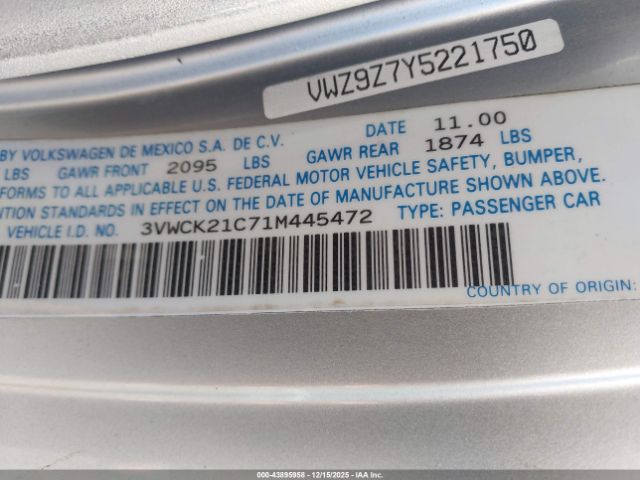 VWZ9Z7Y5221750
BY VOLKSWAGEN DE MEXICO S.A. DE C.V. DATE 11.00
LBS GAWR FRONT 2095 LBS GAWR REAR 1874 LBS
FORMS TO ALL APPLICABLE U.S. FEDERAL MOTOR VEHICLE SAFETY, BUMPER,
NTION STANDARDS IN EFFECT ON THE DATE OF MANUFACTURE SHOWN ABOVE.
VEHICLE I.D. NO. 3VWCK21C71M445472 TYPE: PASSENGER CAR
COUNTRY OF ORIGIN:
000-43895958 - 12/15/2025 - IAAI.COM